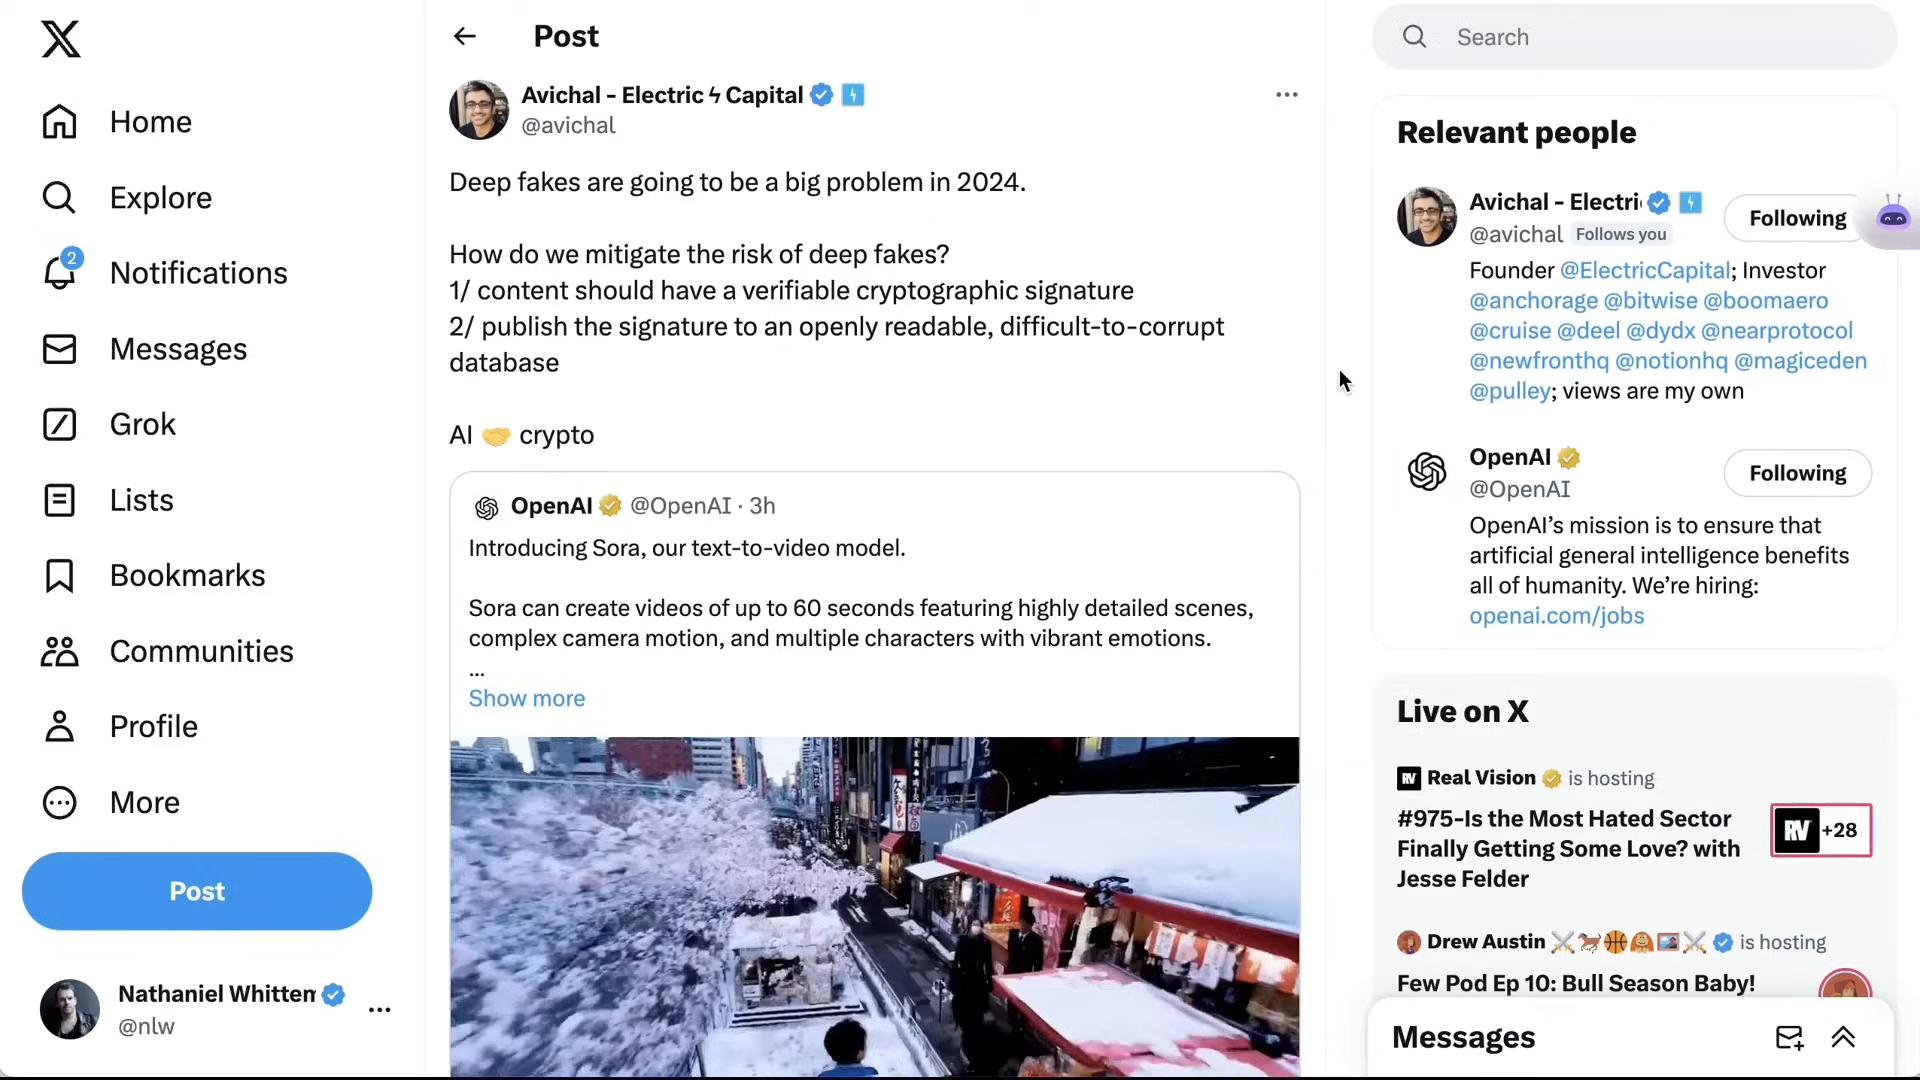 Home
Explore
2
Notifications
Messages
Grok
Lists
Bookmarks
Communities
Profile
More
Post
Nathaniel Whittem
@nlw
Post
Avichal - Electric ϟ Capital
@avichal
Deep fakes are going to be a big problem in 2024.
How do we mitigate the risk of deep fakes?
1/ content should have a verifiable cryptographic signature
2/ publish the signature to an openly readable, difficult-to-corrupt
database
AI 🤝 crypto
OpenAI @OpenAI · 3h
Introducing Sora, our text-to-video model.
Sora can create videos of up to 60 seconds featuring highly detailed scenes,
complex camera motion, and multiple characters with vibrant emotions.
...
Show more
Search
Relevant people
Avichal - Electri
Following
@avichal Follows you
Founder @ElectricCapital; Investor
@anchorage @bitwise @boomaero
@cruise @deel @dydx @nearprotocol
@newfronthq @notionhq @magiceden
@pulley; views are my own
OpenAI
Following
@OpenAI
OpenAI’s mission is to ensure that
artificial general intelligence benefits
all of humanity. We’re hiring:
openai.com/jobs
Live on X
RV Real Vision is hosting
#975-Is the Most Hated Sector
Finally Getting Some Love? with
Jesse Felder
RV +28
Drew Austin ⚔️🐎🏀 is hosting
Few Pod Ep 10: Bull Season Baby!
Messages